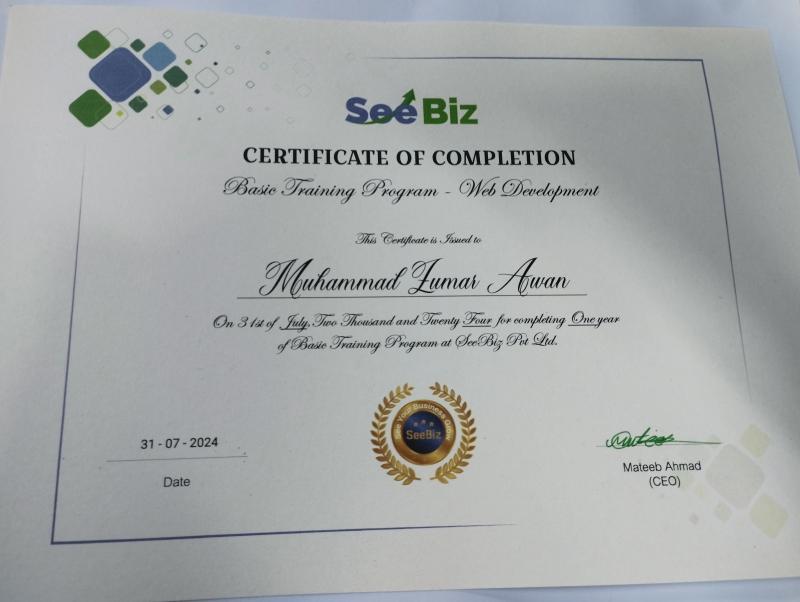 SeeBiz
CERTIFICATE OF COMPLETION
Basic Training Program - Web Development
This Certificate is Issued to
Muhammad Zumar Awan
On 31st of July, Two Thousand and Twenty Four for completing One year
of Basic Training Program at SeeBiz Pvt Ltd.
See Your Business Grow
SeeBiz
31 - 07 - 2024
Date
Mateeb Ahmad
(CEO)